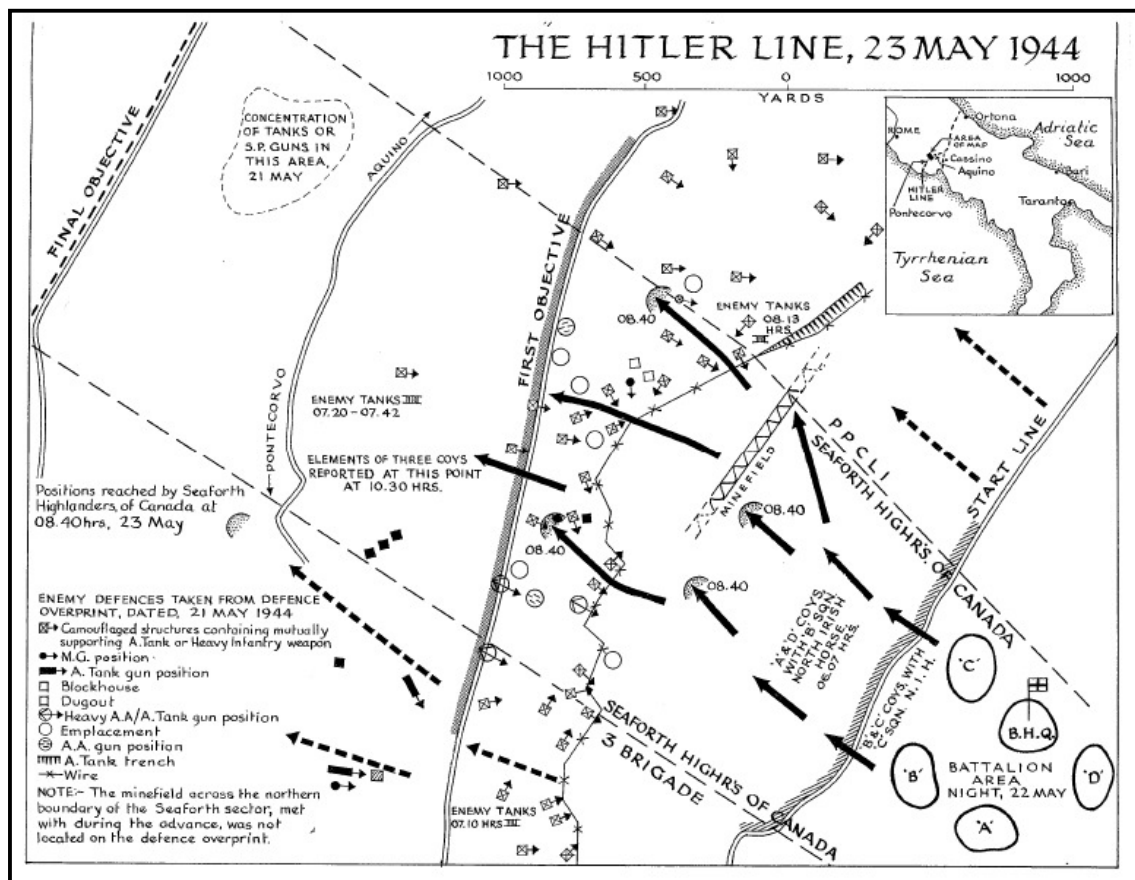 THE HITLER LINE, 23 MAY 1944
1000 500 0 1000
YARDS
CONCENTRATION
OF TANKS OR
S.P. GUNS IN
THIS AREA,
21 MAY
AQUINO
FINAL OBJECTIVE
FIRST OBJECTIVE
PONTECORVO
ROME
Ortona
Adriatic
Sea
AREA
OF MAP
Cassino
Aquino
HITLER
LINE
Bari
Pontecorvo
Taranto
Tyrrhenian
Sea
08.40
ENEMY TANKS
08.13
HRS.
ENEMY TANKS
07.20 - 07.42
ELEMENTS OF THREE COYS
REPORTED AT THIS POINT
AT 10.30 HRS.
MINEFIELD
P P C L I
SEAFORTH HIGHR'S. OF CANADA
START LINE
08.40
08.40
08.40
Positions reached by Seaforth
Highlanders, of Canada at
08.40hrs, 23 May
'A' & 'D' COYS,
WITH 'B' SQN.
NORTH IRISH
HORSE,
06.07 HRS.
B & 'C' COYS, WITH
'C' SQN. N.I.H.
'C'
B.H.Q.
'B'
'D'
BATTALION
AREA
NIGHT, 22 MAY
'A'
SEAFORTH HIGHR'S OF CANADA
3 BRIGADE
ENEMY TANKS
07.10 HRS
ENEMY DEFENCES TAKEN FROM DEFENCE
OVERPRINT, DATED, 21 MAY 1944
Camouflaged structures containing mutually
supporting A.Tank or Heavy Infantry weapon
M.G. position
A.Tank gun position
Blockhouse
Dugout
Heavy A.A/A.Tank gun position
Emplacement
A.A. gun position
A.Tank trench
Wire
NOTE:- The minefield across the northern
boundary of the Seaforth sector, met
with during the advance, was not
located on the defence overprint.